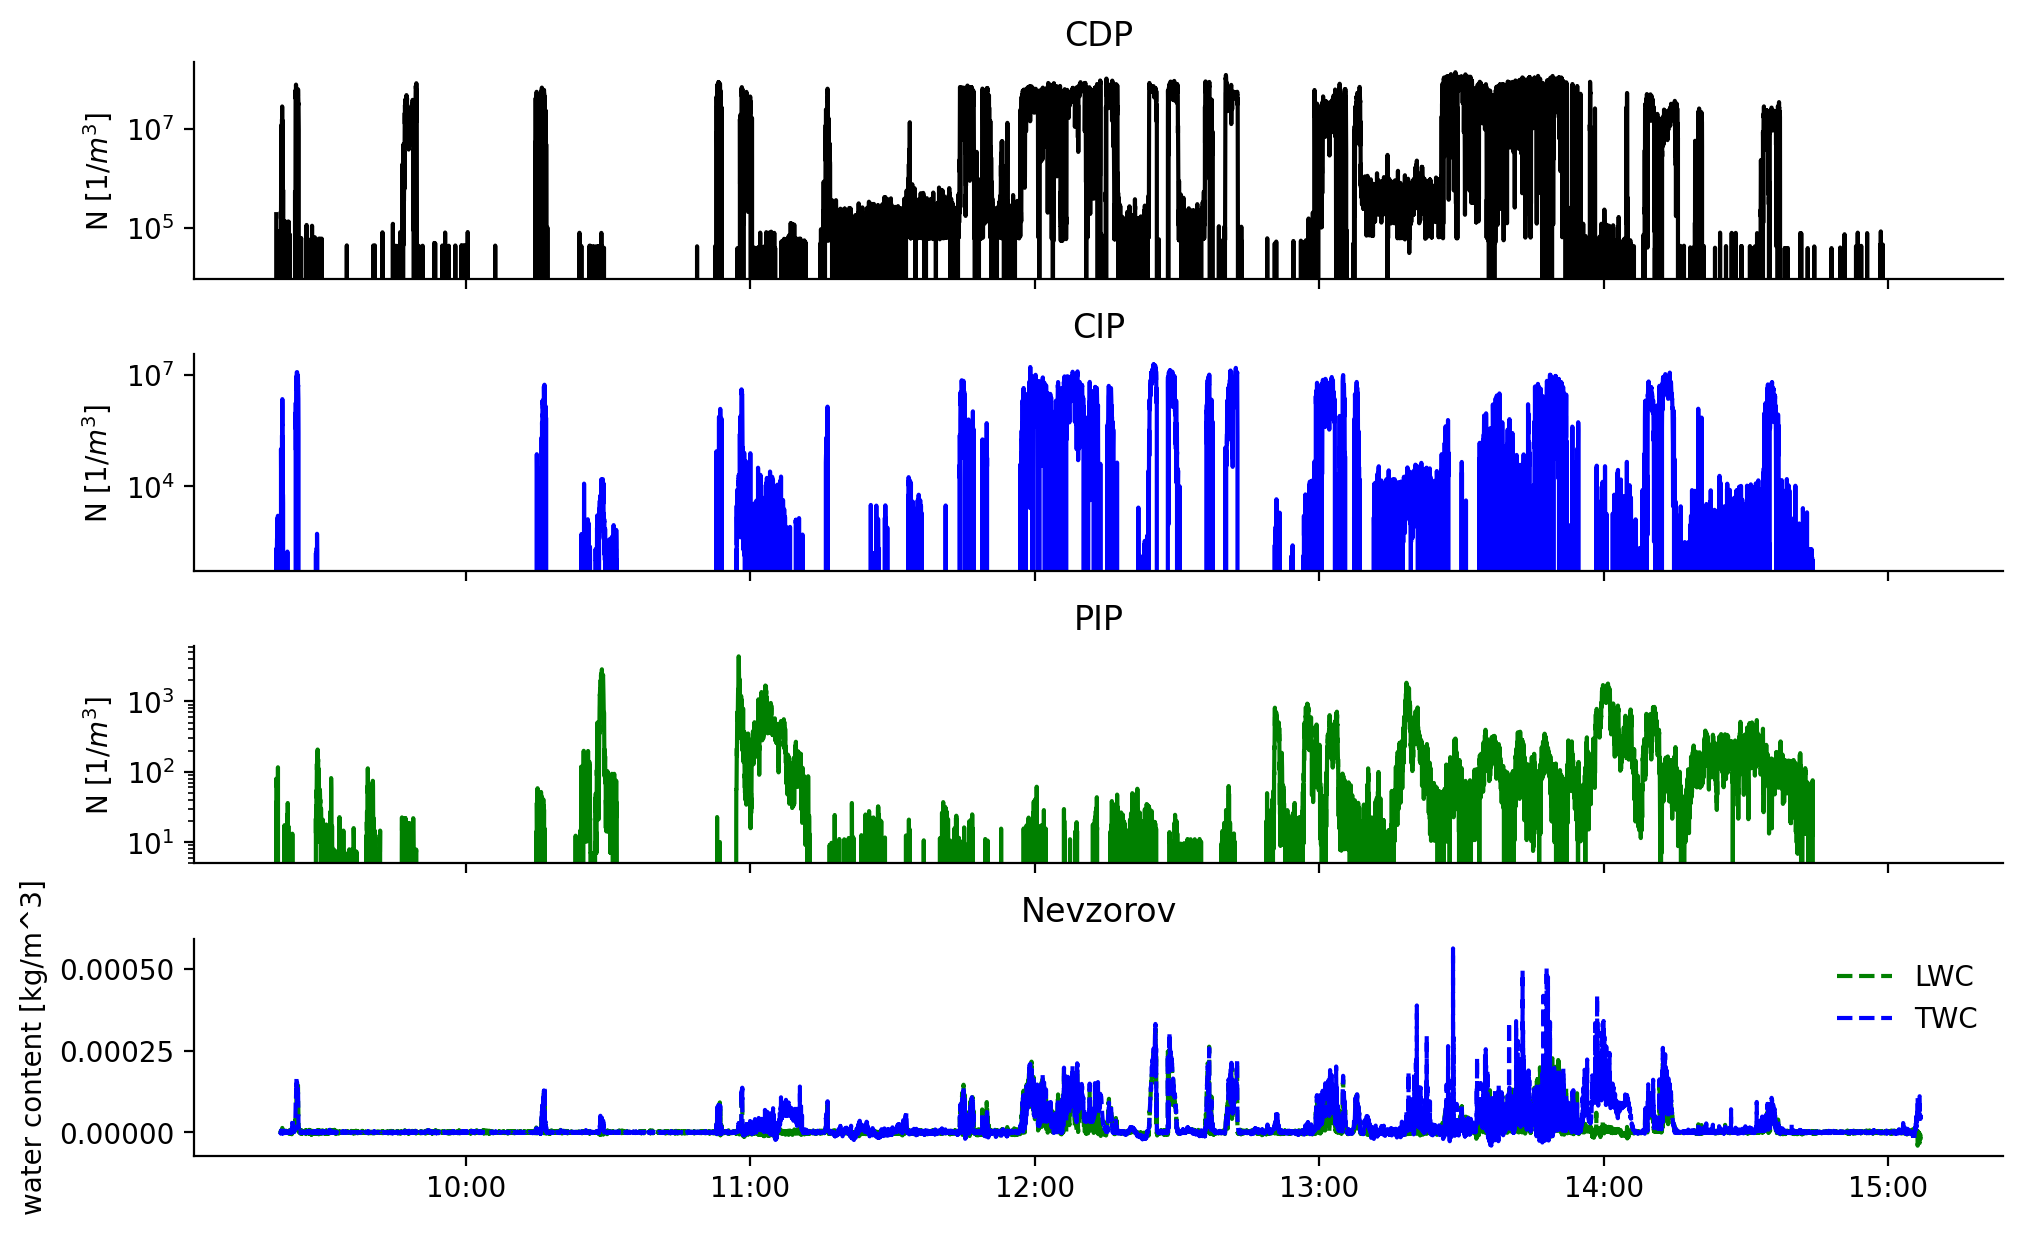 CDP
N [1/m³]
10⁷
10⁵
CIP
N [1/m³]
10⁷
10⁴
PIP
N [1/m³]
10³
10²
10¹
Nevzorov
water content [kg/m^3]
0.00050
0.00025
0.00000
LWC
TWC
10:00 11:00 12:00 13:00 14:00 15:00